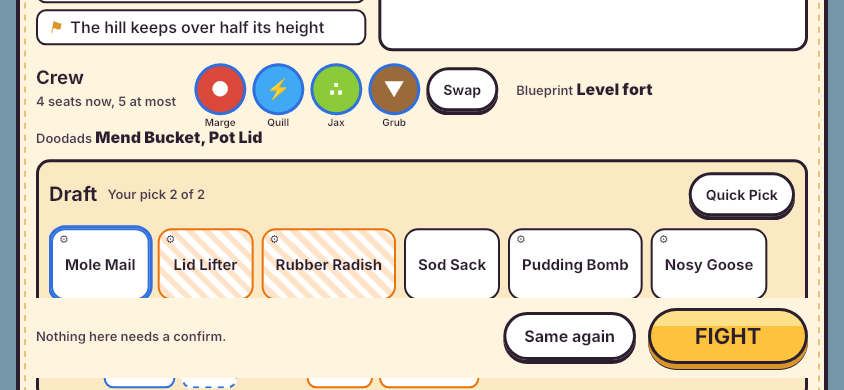 The hill keeps over half its height
Crew
4 seats now, 5 at most
Marge
Quill
Jax
Grub
Swap
Blueprint Level fort
Doodads Mend Bucket, Pot Lid
Draft
Your pick 2 of 2
Quick Pick
Mole Mail
Lid Lifter
Rubber Radish
Sod Sack
Pudding Bomb
Nosy Goose
Nothing here needs a confirm.
Same again
FIGHT